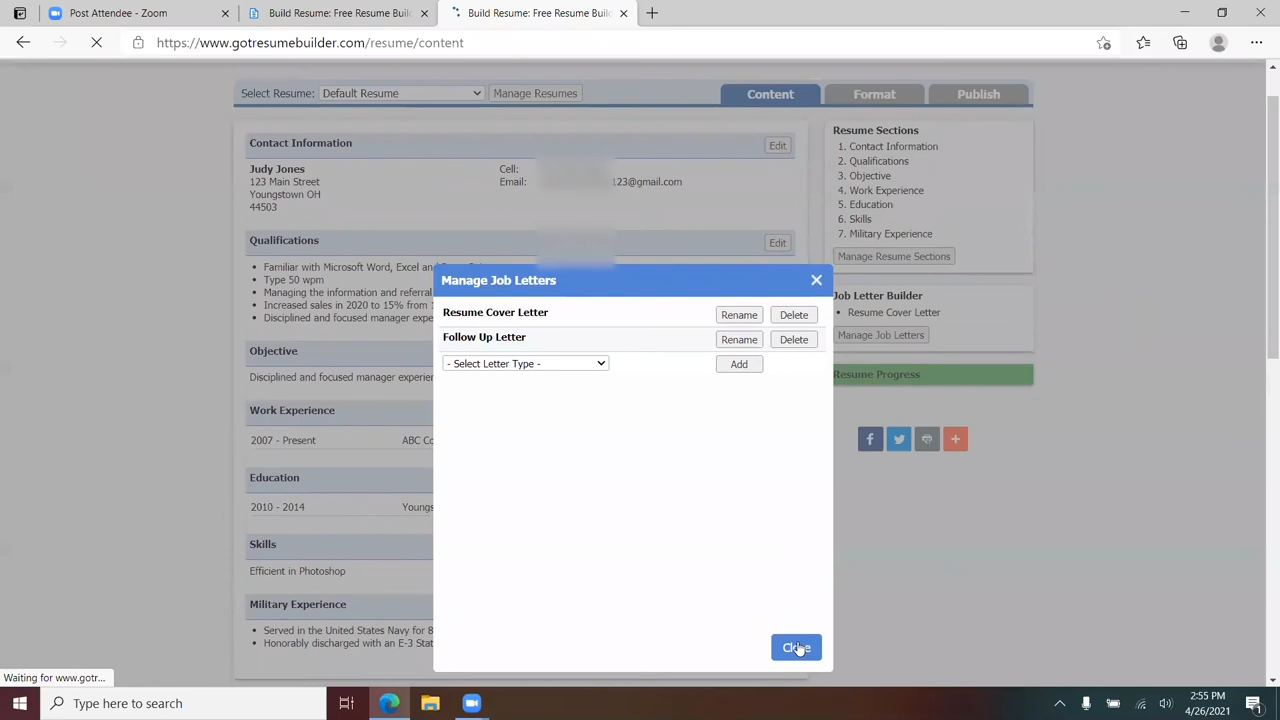 Post Attendee - Zoom
Build Resume: Free Resume Buil
Build Resume: Free Resume Buil
https://www.gotresumebuilder.com/resume/content
Select Resume: Default Resume Manage Resumes Content Format Publish
Contact Information Edit
Judy Jones
123 Main Street
Youngstown OH
44503
Cell:
Email: 123@gmail.com
Qualifications Edit
Familiar with Microsoft Word, Excel and
Type 50 wpm
Managing the information and referral
Increased sales in 2020 to 15% from
Disciplined and focused manager expe
Objective
Disciplined and focused manager experie
Work Experience
2007 - Present ABC Co
Education
2010 - 2014 Youngs
Skills
Efficient in Photoshop
Military Experience
Served in the United States Navy for 8
Honorably discharged with an E-3 Stat
Manage Job Letters
Resume Cover Letter Rename Delete
Follow Up Letter Rename Delete
- Select Letter Type - Add
Close
Resume Sections
1. Contact Information
2. Qualifications
3. Objective
4. Work Experience
5. Education
6. Skills
7. Military Experience
Manage Resume Sections
Job Letter Builder
Resume Cover Letter
Manage Job Letters
Resume Progress
Waiting for www.gotr...
Type here to search
2:55 PM
4/26/2021
1